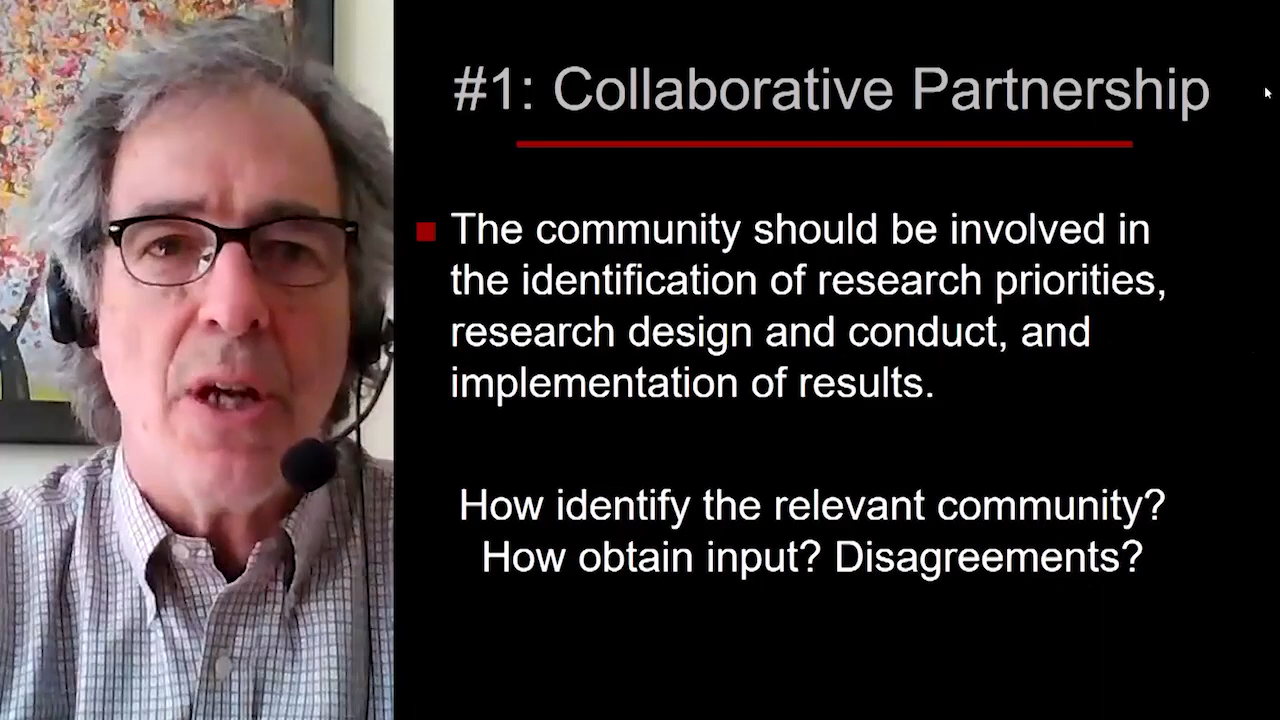 #1: Collaborative Partnership
The community should be involved in
the identification of research priorities,
research design and conduct, and
implementation of results.
How identify the relevant community?
How obtain input? Disagreements?